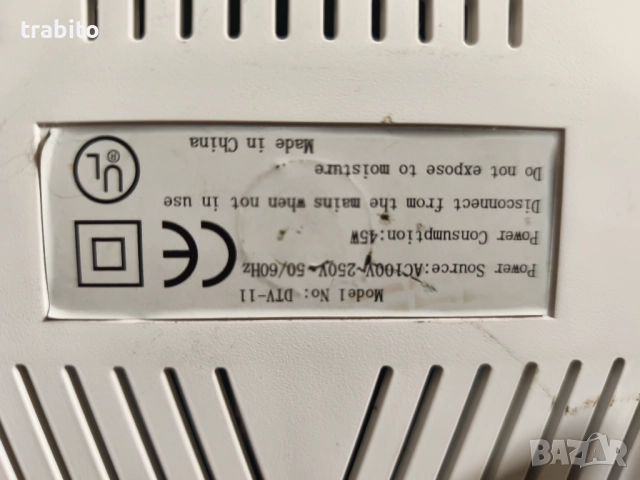 trabito
Model No: DTV-11
Power Source:AC100V~250V~50/60Hz
Power Consumption:45W
Disconnect from the mains when not in use
Do not expose to moisture
Made in China
CE
UL®
BAZAR